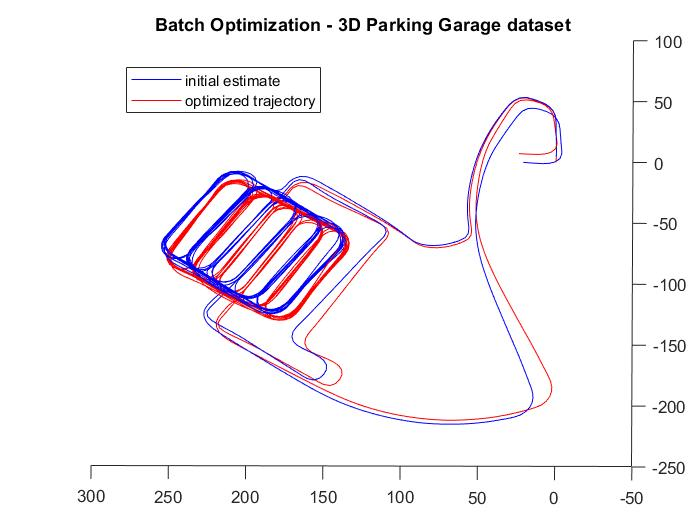 Batch Optimization - 3D Parking Garage dataset
initial estimate
optimized trajectory
100
50
0
-50
-100
-150
-200
-250
300 250 200 150 100 50 0 -50